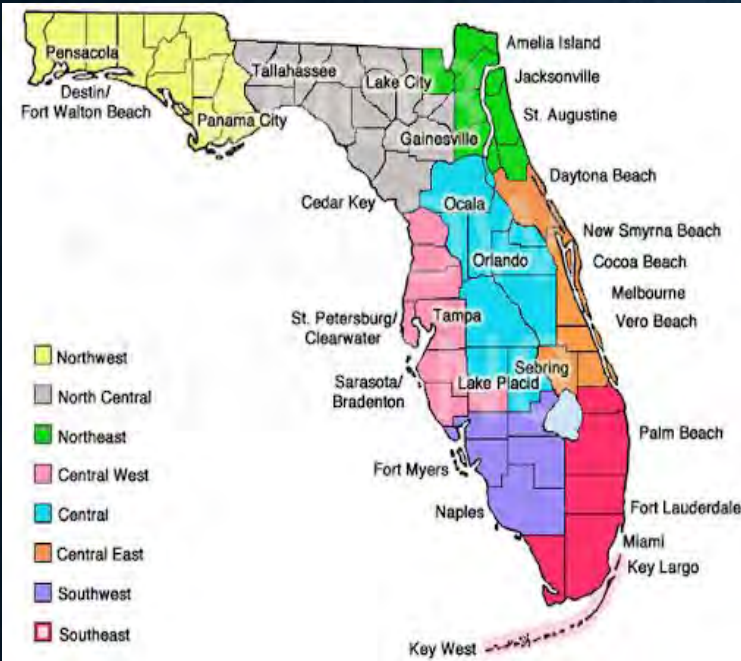 Pensacola
Destin/
Fort Walton Beach
Panama City
Tallahassee
Lake City
Gainesville
Cedar Key
Amelia Island
Jacksonville
St. Augustine
Daytona Beach
Ocala
New Smyrna Beach
Orlando
Cocoa Beach
Melbourne
Vero Beach
St. Petersburg/
Clearwater
Tampa
Sebring
Lake Placid
Sarasota/
Bradenton
Palm Beach
Fort Myers
Naples
Fort Lauderdale
Miami
Key Largo
Key West
Northwest
North Central
Northeast
Central West
Central
Central East
Southwest
Southeast